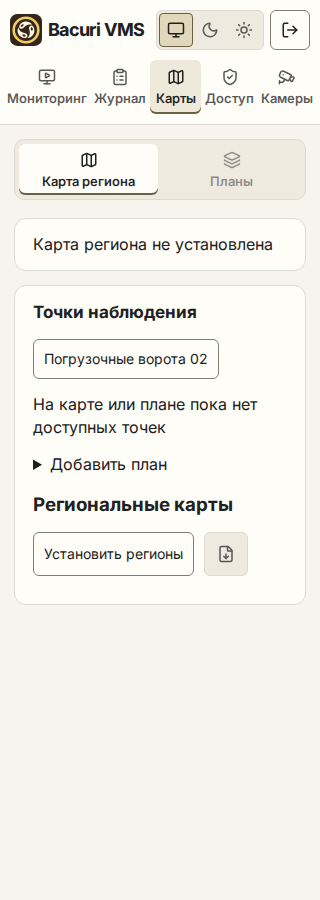 Bacuri VMS
Мониторинг Журнал Карты Доступ Камеры
Карта региона Планы
Карта региона не установлена
Точки наблюдения
Погрузочные ворота 02
На карте или плане пока нет
доступных точек
Добавить план
Региональные карты
Установить регионы